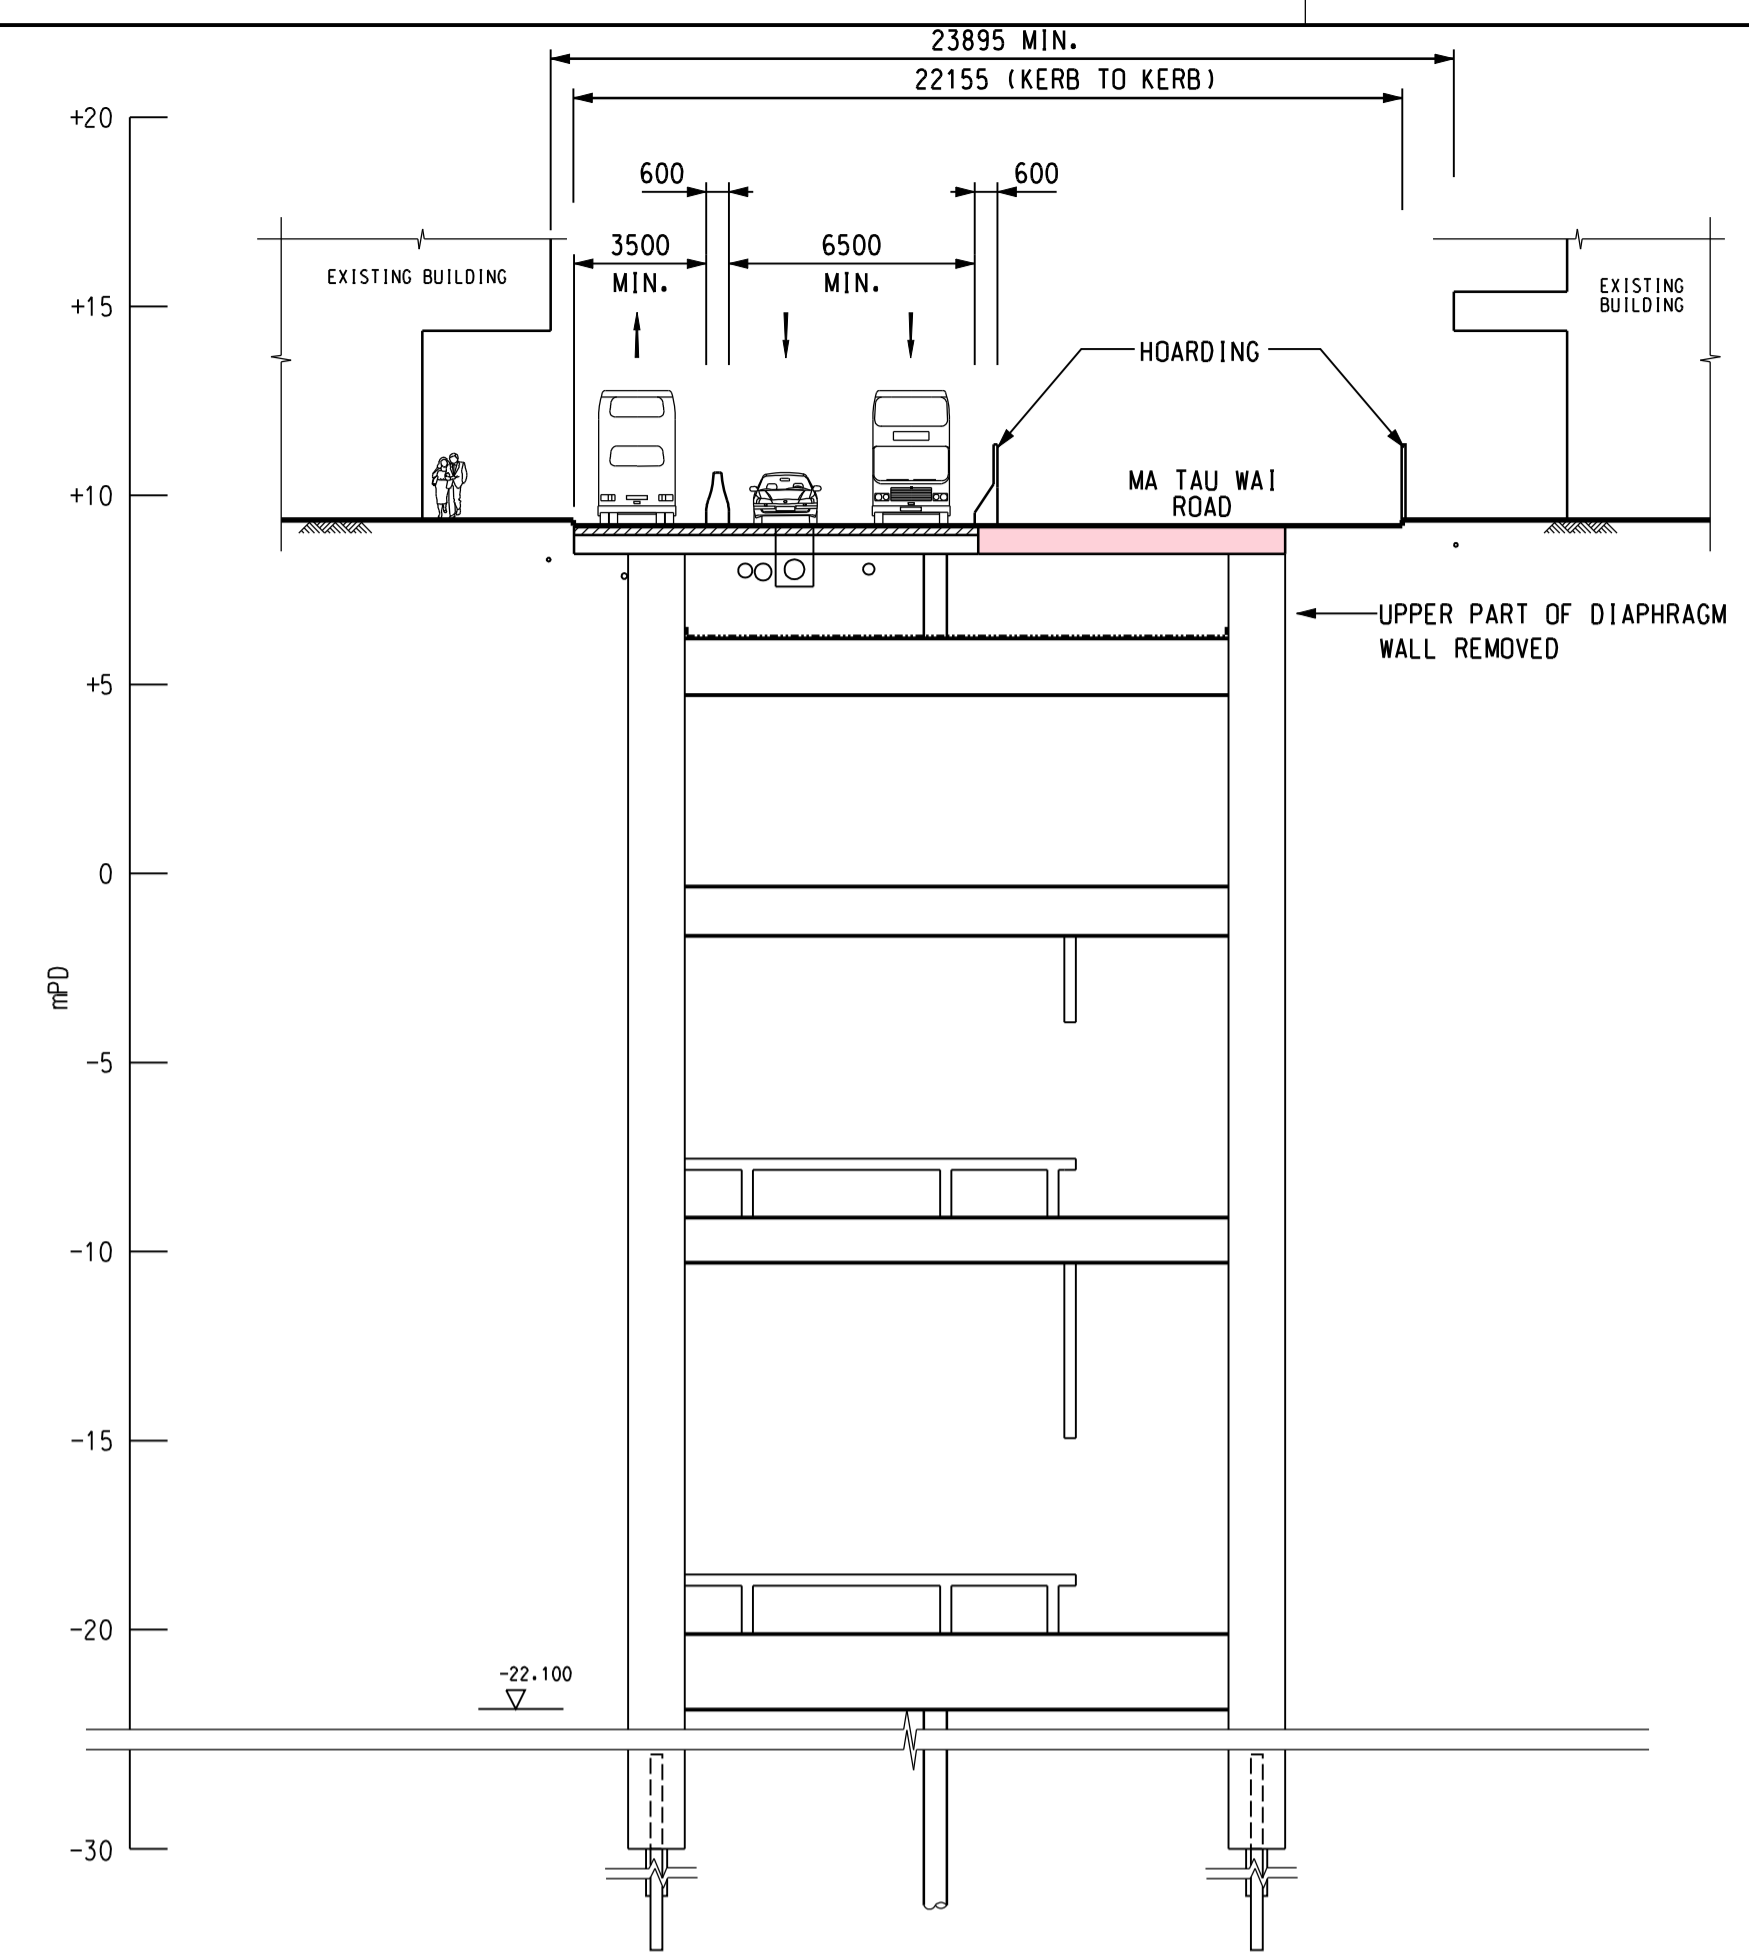 23895 MIN.
22155 (KERB TO KERB)
+20
600
600
3500
MIN.
6500
MIN.
EXISTING BUILDING
EXISTING
BUILDING
+15
HOARDING
MA TAU WAI
ROAD
+10
UPPER PART OF DIAPHRAGM
WALL REMOVED
+5
0
mPD
-5
-10
-15
-20
-22.100
-30